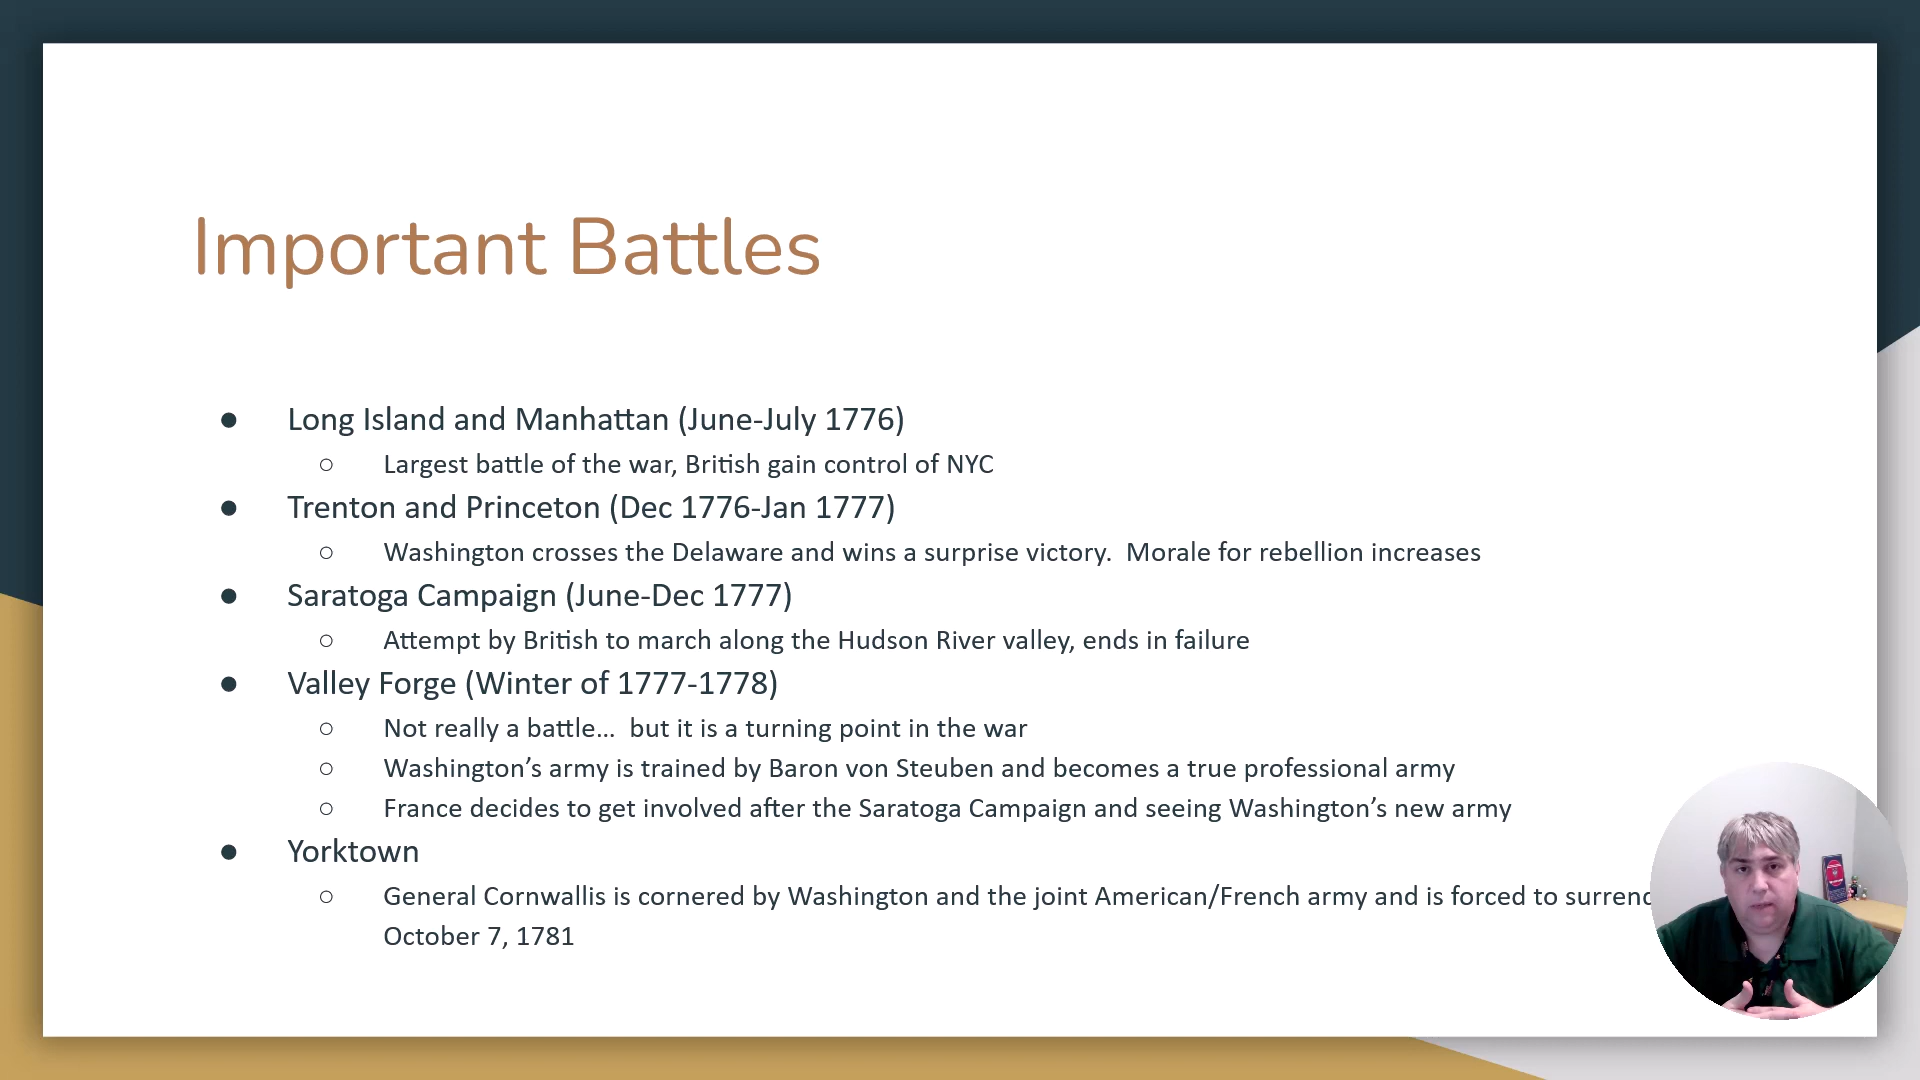 Important Battles
● Long Island and Manhattan (June-July 1776)
○ Largest battle of the war, British gain control of NYC
● Trenton and Princeton (Dec 1776-Jan 1777)
○ Washington crosses the Delaware and wins a surprise victory.  Morale for rebellion increases
● Saratoga Campaign (June-Dec 1777)
○ Attempt by British to march along the Hudson River valley, ends in failure
● Valley Forge (Winter of 1777-1778)
○ Not really a battle…  but it is a turning point in the war
○ Washington’s army is trained by Baron von Steuben and becomes a true professional army
○ France decides to get involved after the Saratoga Campaign and seeing Washington’s new army
● Yorktown
○ General Cornwallis is cornered by Washington and the joint American/French army and is forced to
October 7, 1781